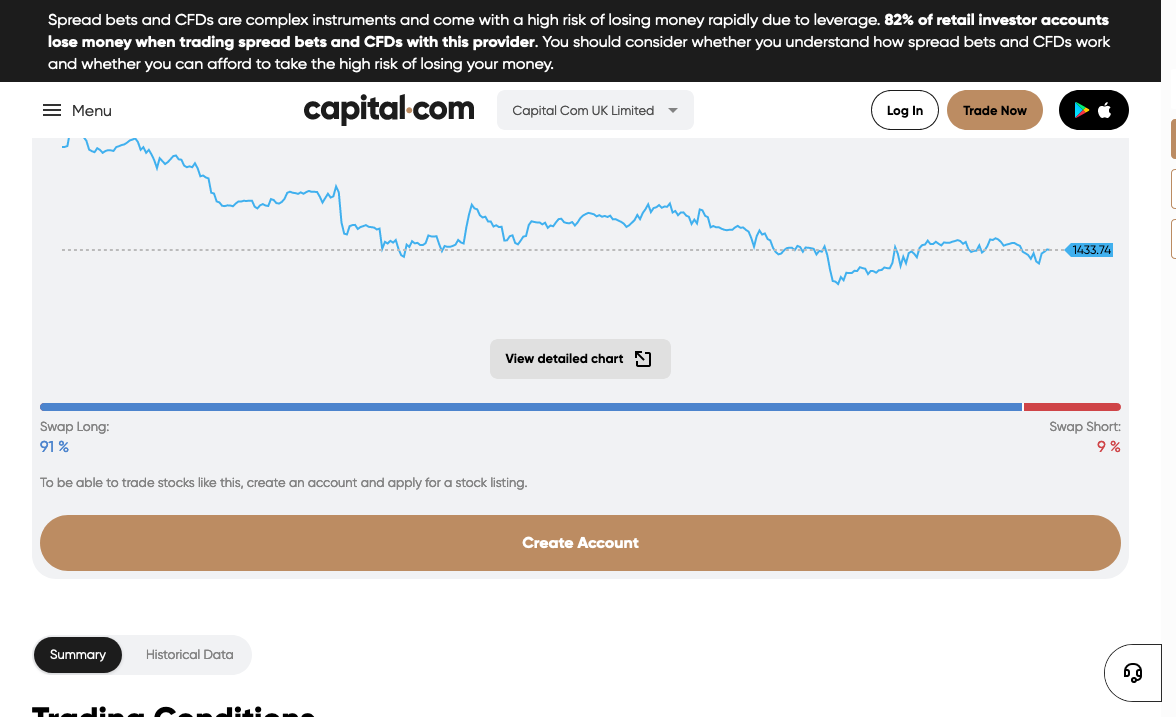 Spread bets and CFDs are complex instruments and come with a high risk of losing money rapidly due to leverage. 82% of retail investor accounts
lose money when trading spread bets and CFDs with this provider. You should consider whether you understand how spread bets and CFDs work
and whether you can afford to take the high risk of losing your money.
Menu
capital.com
Capital Com UK Limited
Log In
Trade Now
1433.74
View detailed chart
Swap Long:
Swap Short:
91 %
9 %
To be able to trade stocks like this, create an account and apply for a stock listing.
Create Account
Summary
Historical Data
Trading Conditions